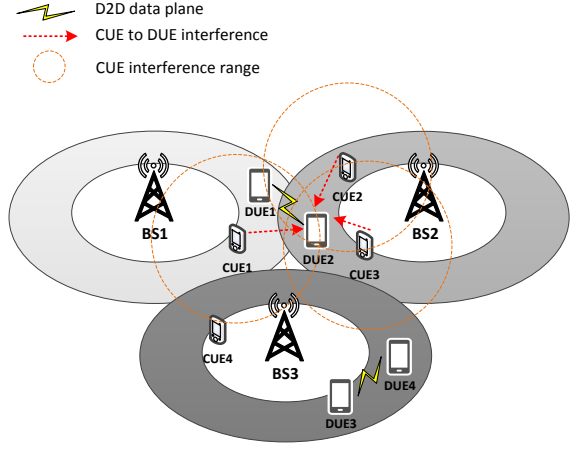 D2D data plane
CUE to DUE interference
CUE interference range
CUE2
DUE1
BS1
BS2
DUE2
CUE1
CUE3
CUE4
BS3
DUE4
DUE3